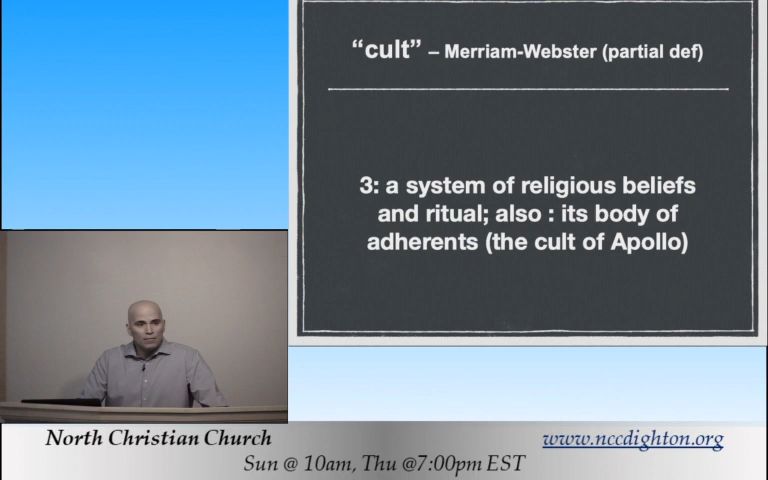 “cult” – Merriam-Webster (partial def)
3: a system of religious beliefs
and ritual; also : its body of
adherents (the cult of Apollo)
North Christian Church
www.nccdighton.org
Sun @ 10am, Thu @7:00pm EST